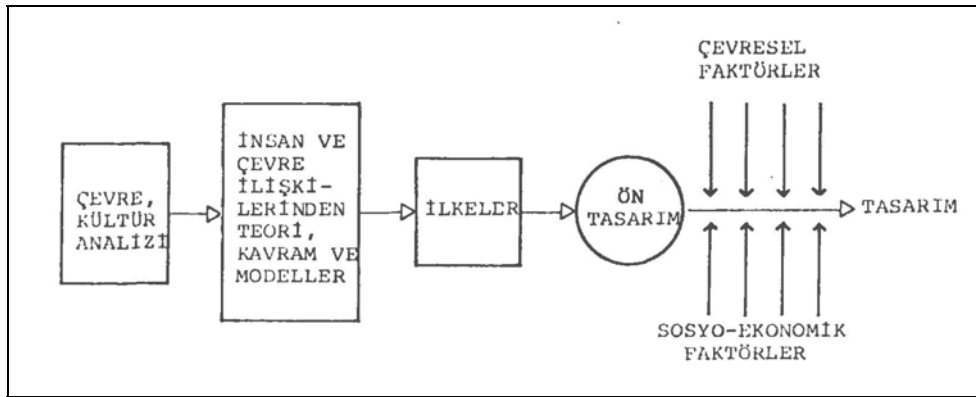 ÇEVRE,
KÜLTÜR
ANALİZİ
İNSAN VE
ÇEVRE
İLİŞKİ-
LERİNDEN
TEORİ,
KAVRAM VE
MODELLER
İLKELER
ÖN
TASARIM
ÇEVRESEL
FAKTÖRLER
TASARIM
SOSYO-EKONOMİK
FAKTÖRLER